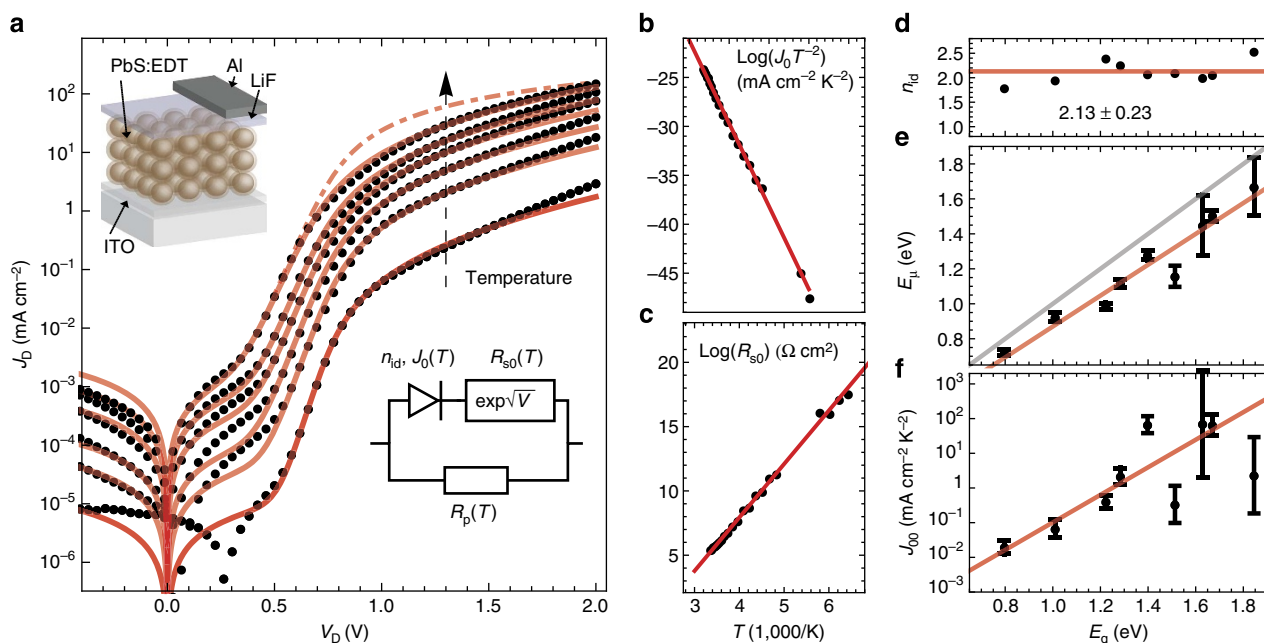 a
PbS:EDT
Al
LiF
ITO
10²
10
1
10⁻¹
10⁻²
10⁻³
10⁻⁴
10⁻⁵
10⁻⁶
J_D (mA cm⁻²)
Temperature
n_id, J_0(T)
R_s0(T)
exp√V
R_p(T)
0.0
0.5
1.0
1.5
2.0
V_D (V)
b
Log(J_0T⁻²)
(mA cm⁻² K⁻²)
−25
−30
−35
−40
−45
c
Log(R_s0) (Ω cm²)
20
15
10
5
3
4
5
6
T (1,000/K)
d
2.5
2.0
1.5
1.0
n_id
2.13 ± 0.23
e
1.8
1.6
1.4
1.2
1.0
0.8
E_μ (eV)
f
10³
10²
10¹
1
10⁻¹
10⁻²
10⁻³
J_00 (mA cm⁻² K⁻²)
0.8
1.0
1.2
1.4
1.6
1.8
E_g (eV)